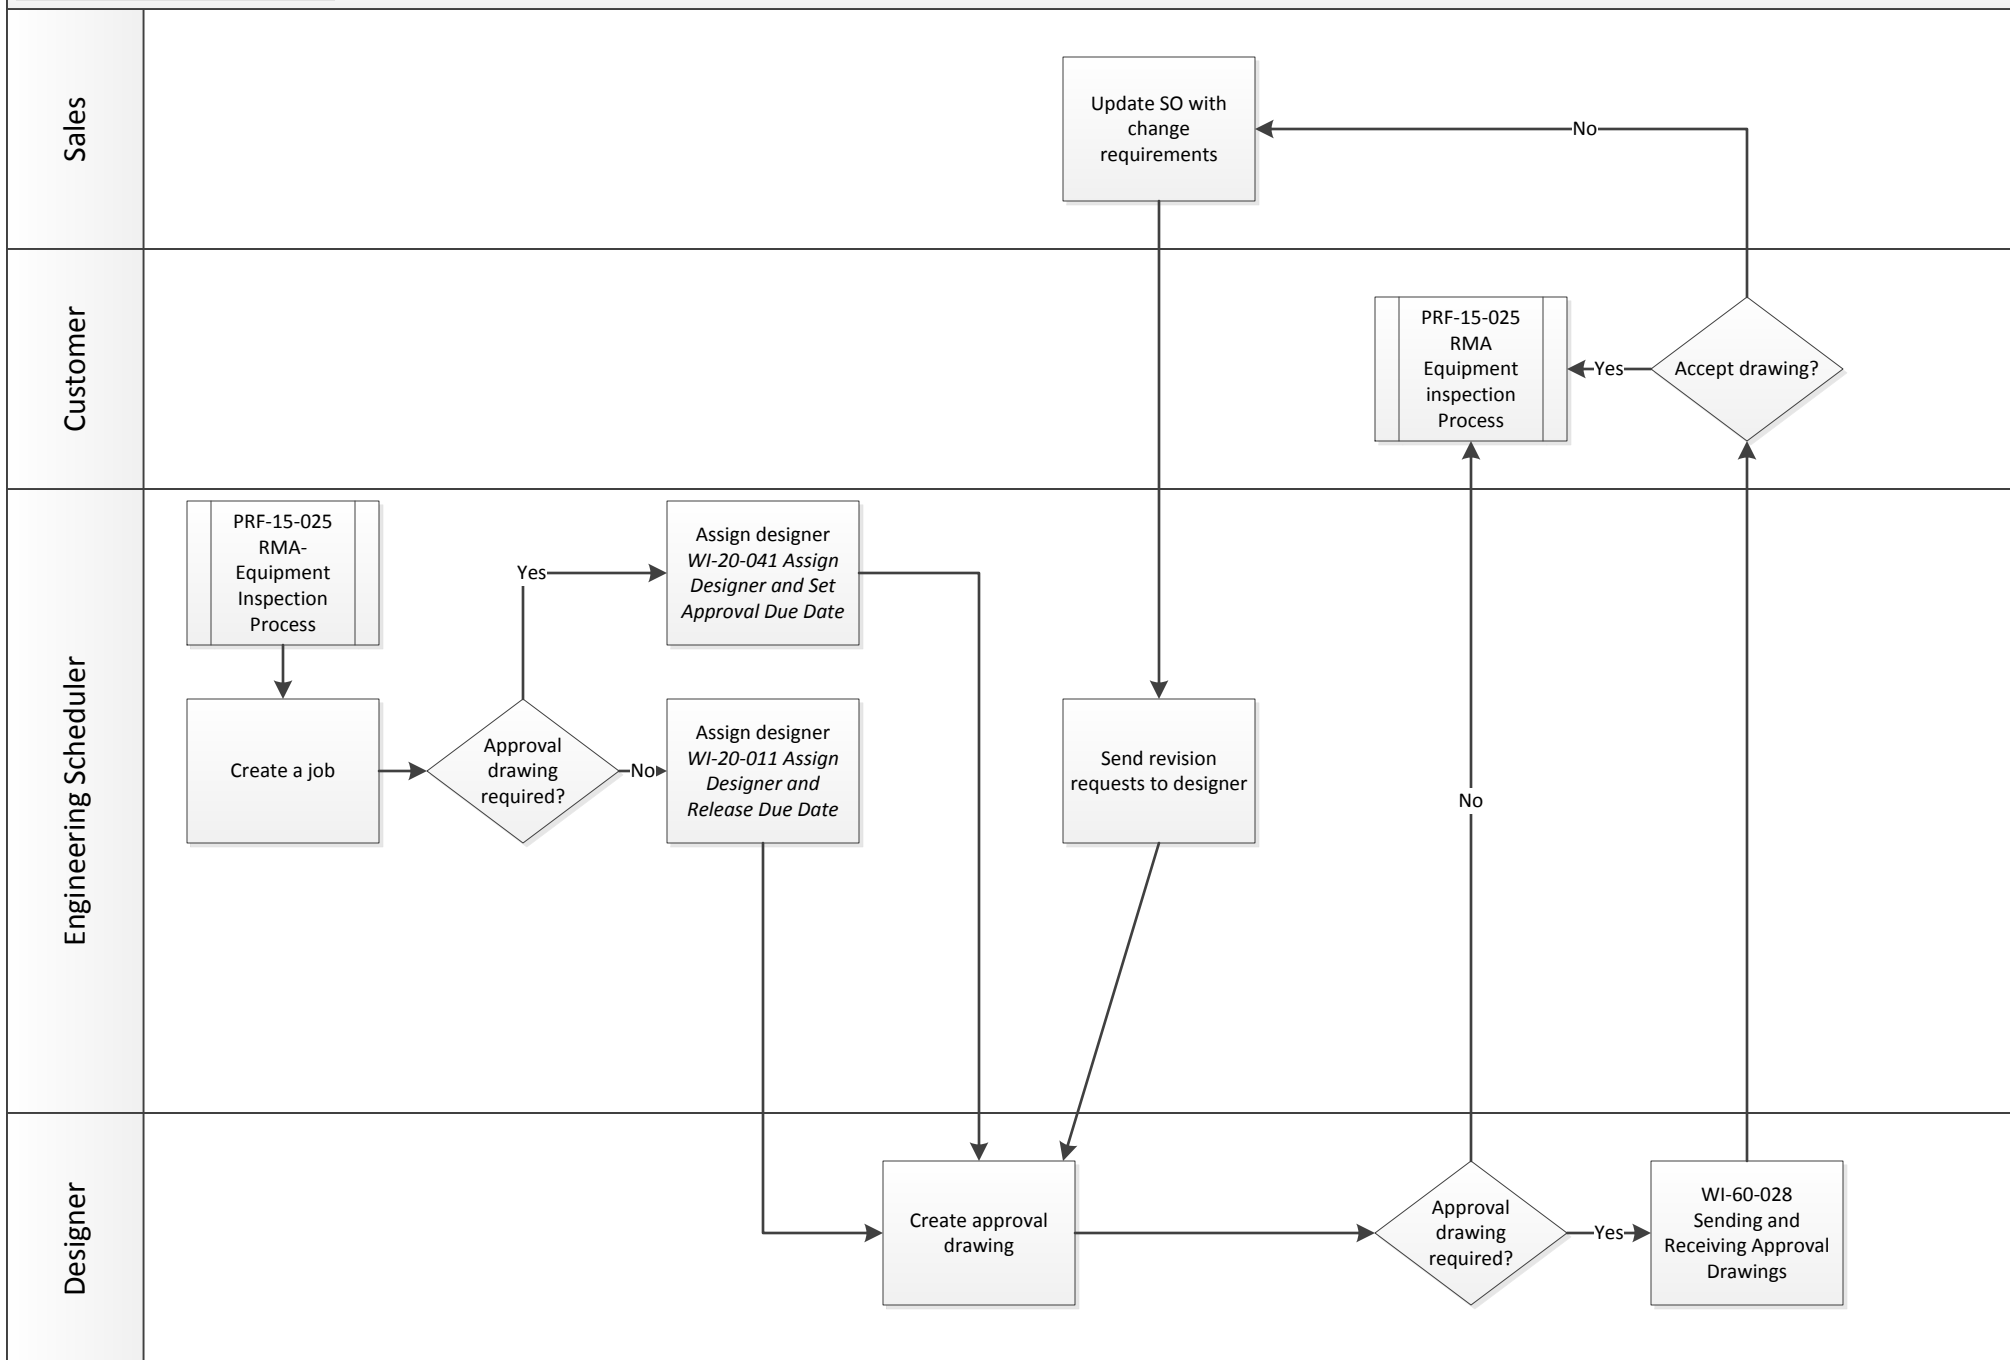 Sales
Update SO with
change
requirements
No
Customer
PRF-15-025
RMA
Equipment
inspection
Process
Yes
Accept drawing?
Engineering Scheduler
PRF-15-025
RMA-
Equipment
Inspection
Process
Yes
Assign designer
WI-20-041 Assign
Designer and Set
Approval Due Date
Create a job
Approval
drawing
required?
No
Assign designer
WI-20-011 Assign
Designer and
Release Due Date
Send revision
requests to designer
No
Designer
Create approval
drawing
Approval
drawing
required?
Yes
WI-60-028
Sending and
Receiving Approval
Drawings